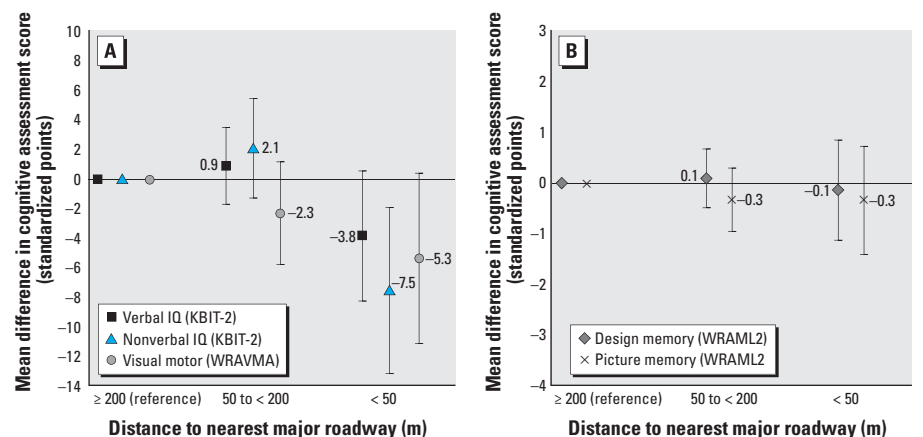 A
Mean difference in cognitive assessment score
(standardized points)
10
8
6
4
2
0
−2
−4
−6
−8
−10
−12
−14
0.9
2.1
−2.3
−3.8
−7.5
−5.3
Verbal IQ (KBIT-2)
Nonverbal IQ (KBIT-2)
Visual motor (WRAVMA)
≥ 200 (reference)
50 to < 200
< 50
Distance to nearest major roadway (m)
B
Mean difference in cognitive assessment score
(standardized points)
3
2
1
0
−1
−2
−3
−4
0.1
−0.3
−0.1
−0.3
Design memory (WRAML2)
Picture memory (WRAML2
≥ 200 (reference)
50 to < 200
< 50
Distance to nearest major roadway (m)